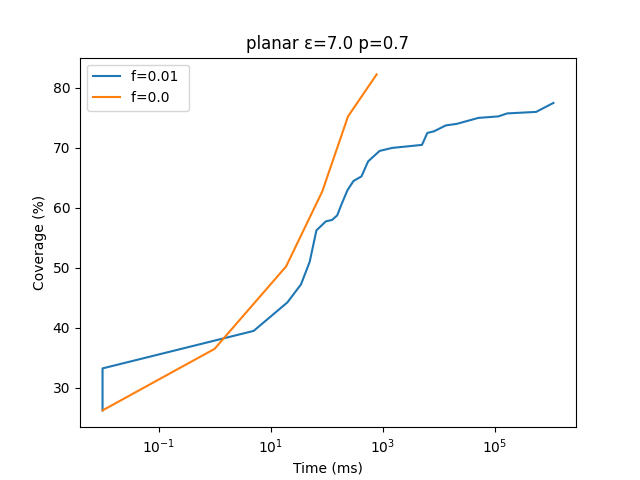 planar ε=7.0 p=0.7
f=0.01
f=0.0
80
70
60
50
40
30
Coverage (%)
10⁻¹ 10¹ 10³ 10⁵
Time (ms)